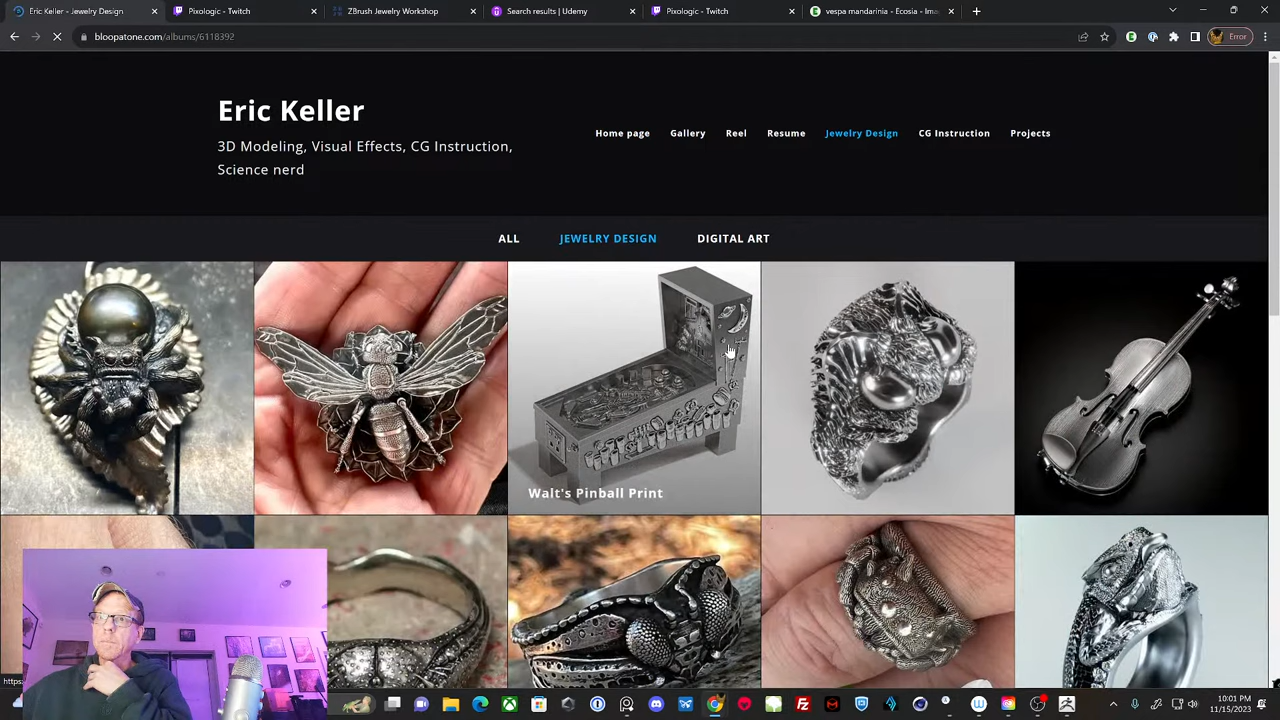 Eric Keller - Jewelry Design
Pixologic - Twitch
ZBrush Jewelry Workshop
Search results | Udemy
Pixologic - Twitch
vespa mandarinia - Ecosia - Ima
bloopatone.com/albums/6118392
Error
Eric Keller
3D Modeling, Visual Effects, CG Instruction,
Science nerd
Home page Gallery Reel Resume Jewelry Design CG Instruction Projects
ALL JEWELRY DESIGN DIGITAL ART
Walt's Pinball Print
https:
10:01 PM
11/15/2023